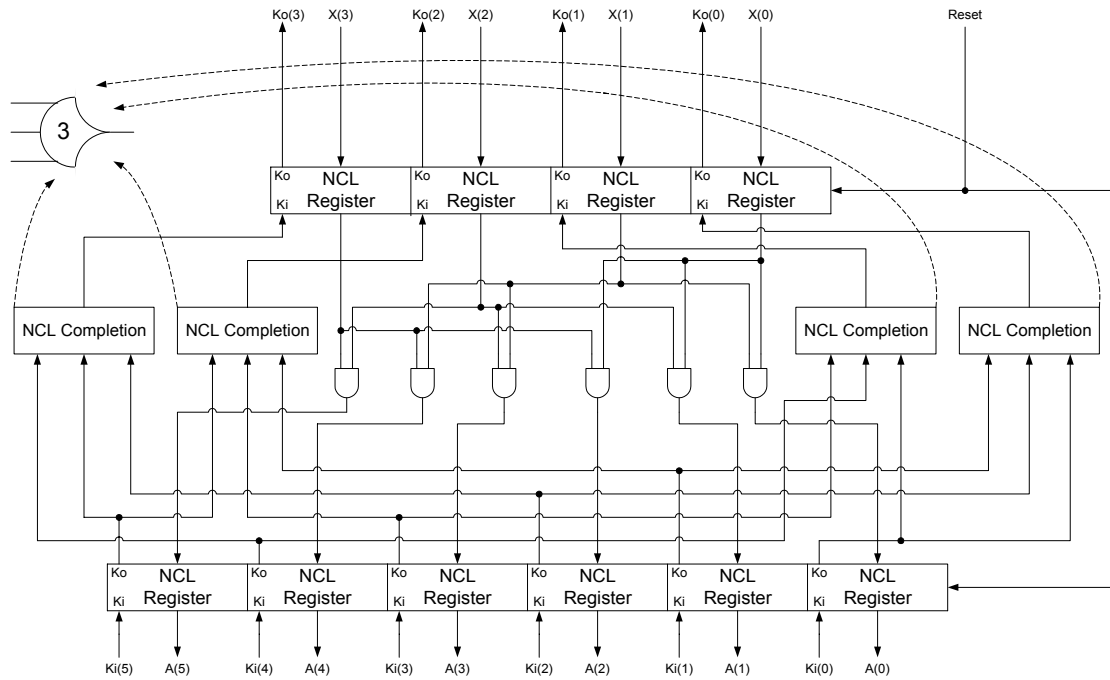 Ko(3) X(3) Ko(2) X(2) Ko(1) X(1) Ko(0) X(0) Reset
3
Ko NCL Ko NCL Ko NCL Ko NCL
Ki Register Ki Register Ki Register Ki Register
NCL Completion NCL Completion NCL Completion NCL Completion
Ko NCL Ko NCL Ko NCL Ko NCL Ko NCL Ko NCL
Ki Register Ki Register Ki Register Ki Register Ki Register Ki Register
Ki(5) A(5) Ki(4) A(4) Ki(3) A(3) Ki(2) A(2) Ki(1) A(1) Ki(0) A(0)